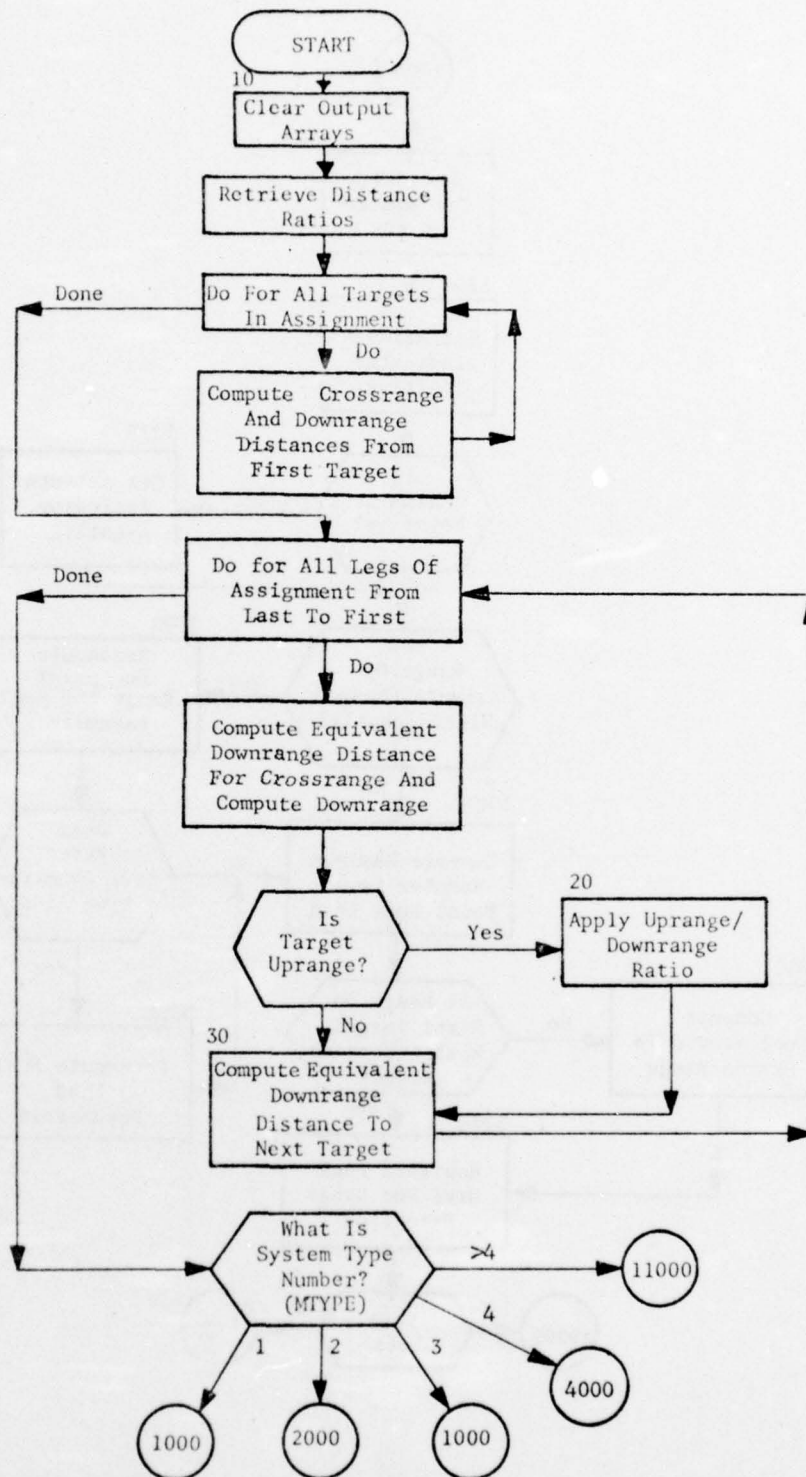 START
10
Clear Output
Arrays
Retrieve Distance
Ratios
Done
Do For All Targets
In Assignment
Do
Compute Crossrange
And Downrange
Distances From
First Target
Done
Do for All Legs Of
Assignment From
Last To First
Do
Compute Equivalent
Downrange Distance
For Crossrange And
Compute Downrange
Is
Target
Uprange?
Yes
20
Apply Uprange/
Downrange
Ratio
No
30
Compute Equivalent
Downrange
Distance To
Next Target
What Is
System Type
Number?
(MTYPE)
>4
11000
4
4000
1
2
3
1000
2000
1000